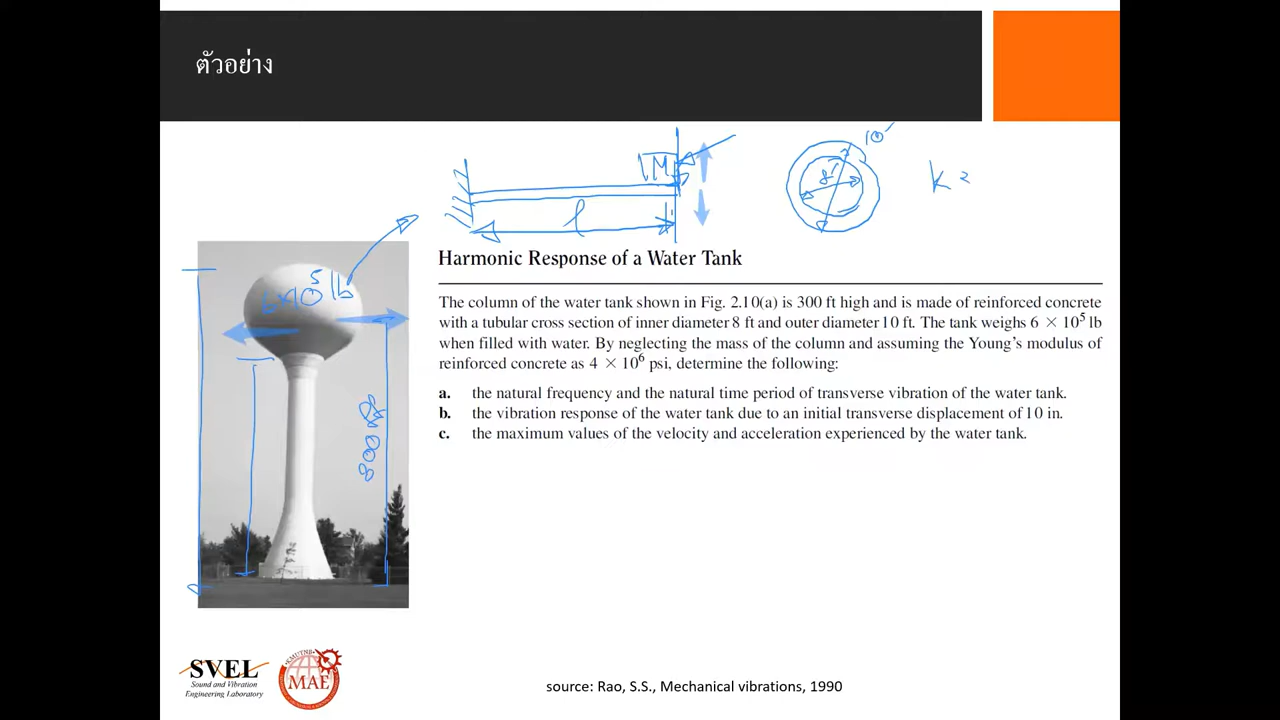 ตัวอย่าง
10'
8'
M
k =
l
6×10⁵ lb
Harmonic Response of a Water Tank
The column of the water tank shown in Fig. 2.10(a) is 300 ft high and is made of reinforced concrete
with a tubular cross section of inner diameter 8 ft and outer diameter 10 ft. The tank weighs 6 × 10⁵ lb
when filled with water. By neglecting the mass of the column and assuming the Young's modulus of
reinforced concrete as 4 × 10⁶ psi, determine the following:
a. the natural frequency and the natural time period of transverse vibration of the water tank.
b. the vibration response of the water tank due to an initial transverse displacement of 10 in.
c. the maximum values of the velocity and acceleration experienced by the water tank.
SVEL
Sound and Vibration
Engineering Laboratory
KMUTNB
MAE
source: Rao, S.S., Mechanical vibrations, 1990